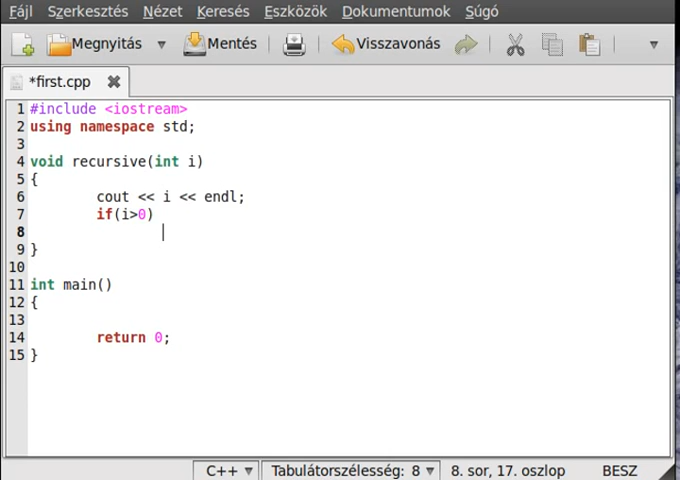 Fájl Szerkesztés Nézet Keresés Eszközök Dokumentumok Súgó
Megnyitás Mentés Visszavonás
*first.cpp
1 #include <iostream>
2 using namespace std;
3
4 void recursive(int i)
5 {
6 cout << i << endl;
7 if(i>0)
8
9 }
10
11 int main()
12 {
13
14 return 0;
15 }
C++ Tabulátorszélesség: 8 8. sor, 17. oszlop BESZ